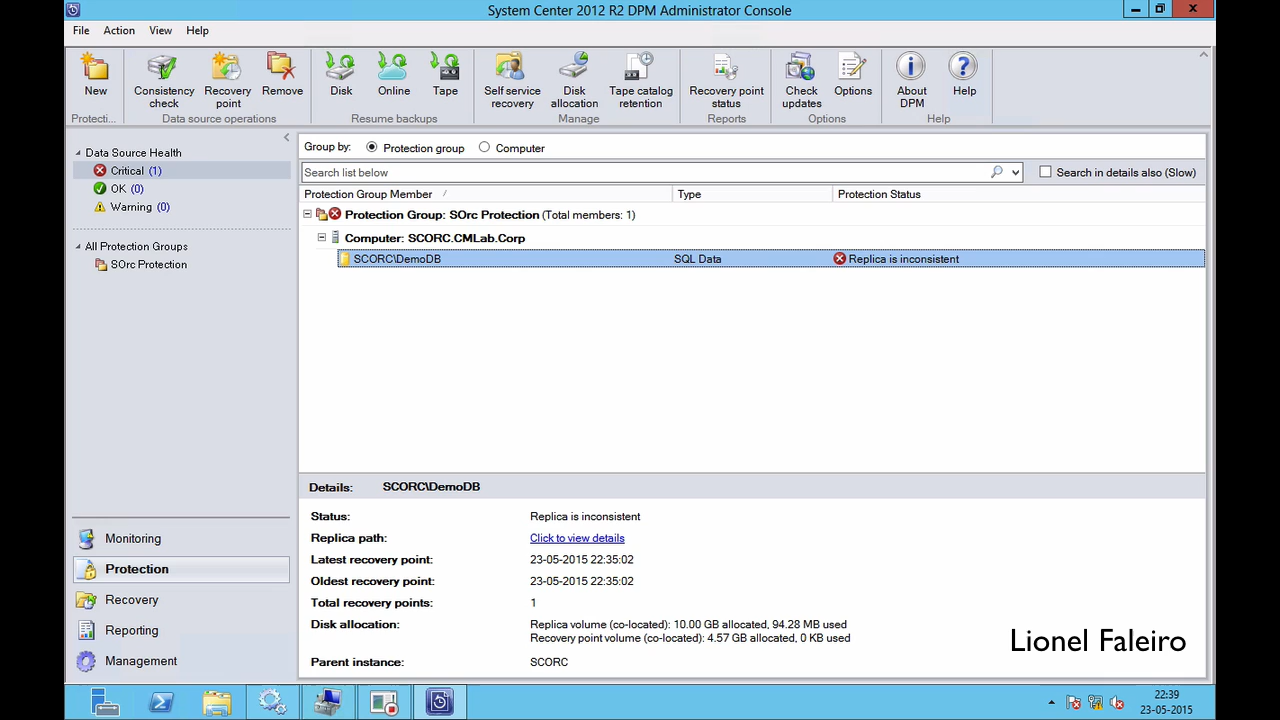 System Center 2012 R2 DPM Administrator Console
File Action View Help
New Consistency check Recovery point Remove Disk Online Tape Self service recovery Disk allocation Tape catalog retention Recovery point status Check updates Options About DPM Help
Protecti... Data source operations Resume backups Manage Reports Options Help
Data Source Health
Critical (1)
OK (0)
Warning (0)
All Protection Groups
SOrc Protection
Group by: Protection group Computer
Search list below Search in details also (Slow)
Protection Group Member Type Protection Status
Protection Group: SOrc Protection (Total members: 1)
Computer: SCORC.CMLab.Corp
SCORC\DemoDB SQL Data Replica is inconsistent
Details: SCORC\DemoDB
Status: Replica is inconsistent
Replica path: Click to view details
Latest recovery point: 23-05-2015 22:35:02
Oldest recovery point: 23-05-2015 22:35:02
Total recovery points: 1
Disk allocation: Replica volume (co-located): 10.00 GB allocated, 94.28 MB used
Recovery point volume (co-located): 4.57 GB allocated, 0 KB used
Parent instance: SCORC
Monitoring
Protection
Recovery
Reporting
Management
Lionel Faleiro
22:39
23-05-2015